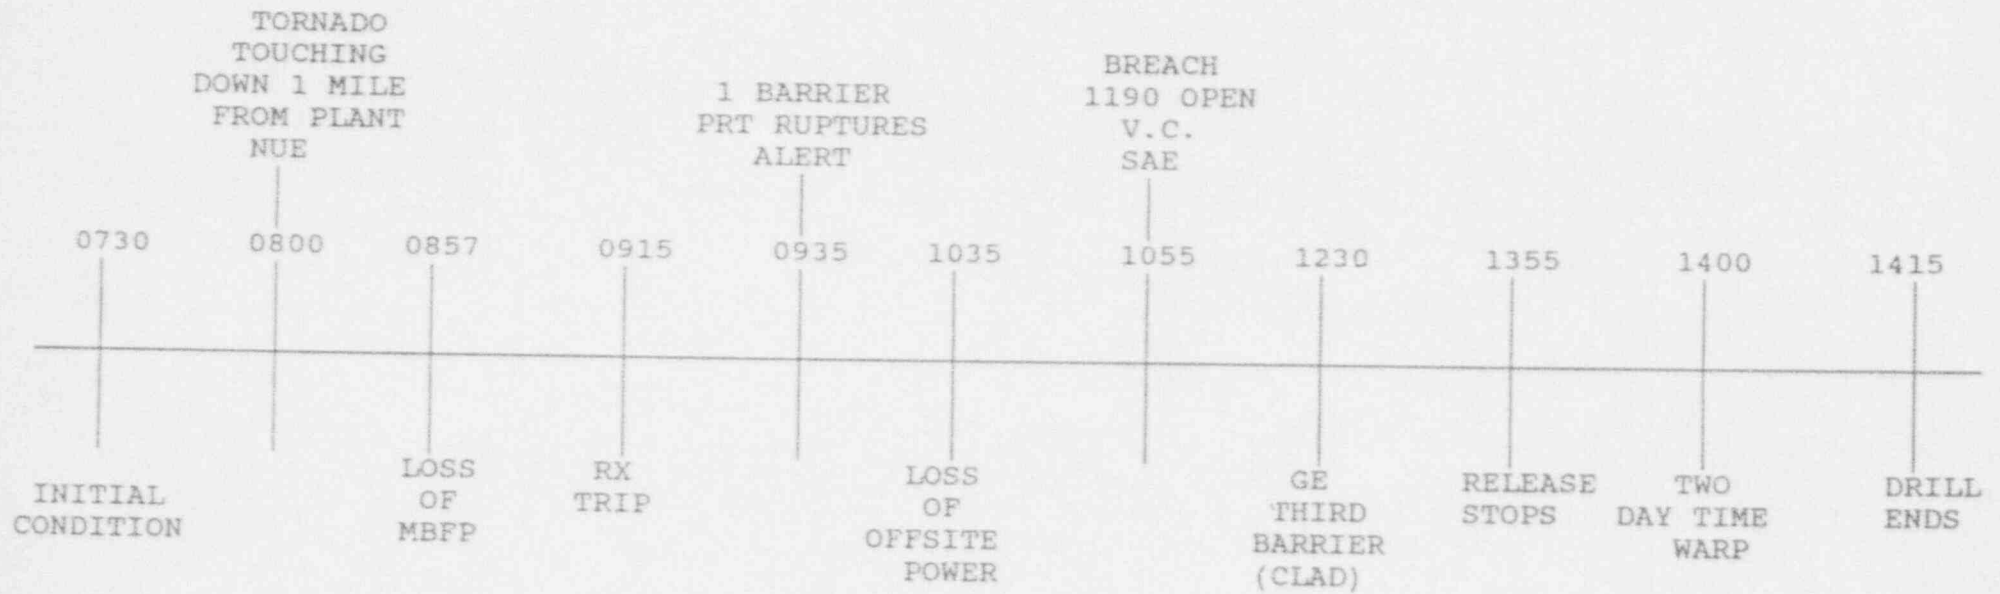 TORNADO
TOUCHING
DOWN 1 MILE
FROM PLANT
NUE
1 BARRIER
PRT RUPTURES
ALERT
BREACH
1190 OPEN
V.C.
SAE
0730 0800 0857 0915 0935 1035 1055 1230 1355 1400 1415
INITIAL
CONDITION
LOSS
OF
MBFP
RX
TRIP
LOSS
OF
OFFSITE
POWER
GE
THIRD
BARRIER
(CLAD)
RELEASE
STOPS
TWO
DAY TIME
WARP
DRILL
ENDS